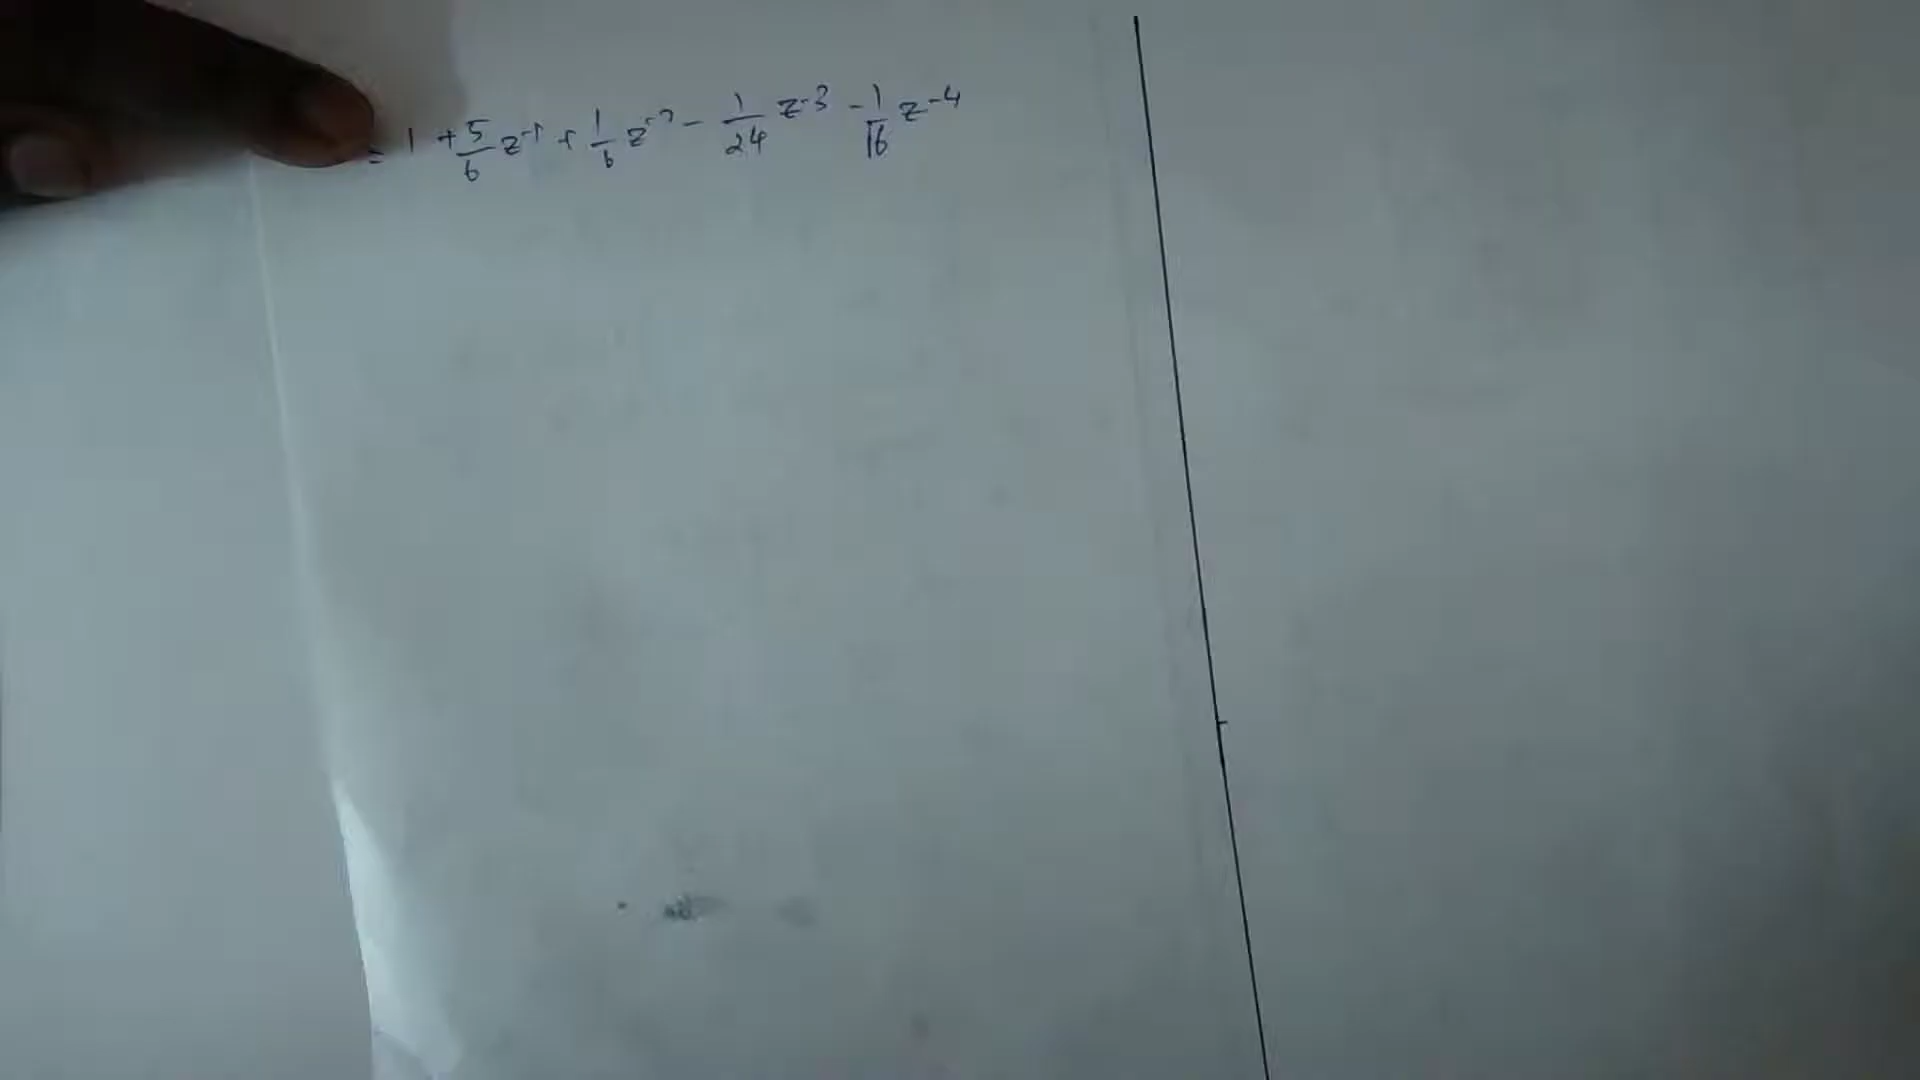 = 1 + 5/6 z^-1 + 1/6 z^-2 - 1/24 z^-3 - 1/16 z^-4